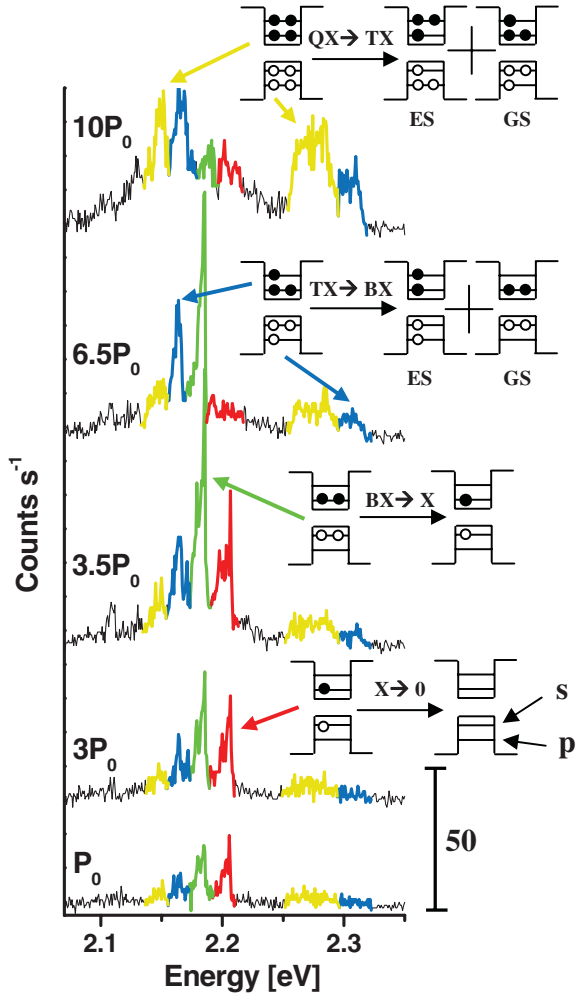 QX→ TX
ES GS
10P₀
TX→ BX
ES GS
6.5P₀
BX→ X
3.5P₀
X→ 0
s
p
3P₀
50
P₀
Counts s⁻¹
2.1 2.2 2.3
Energy [eV]